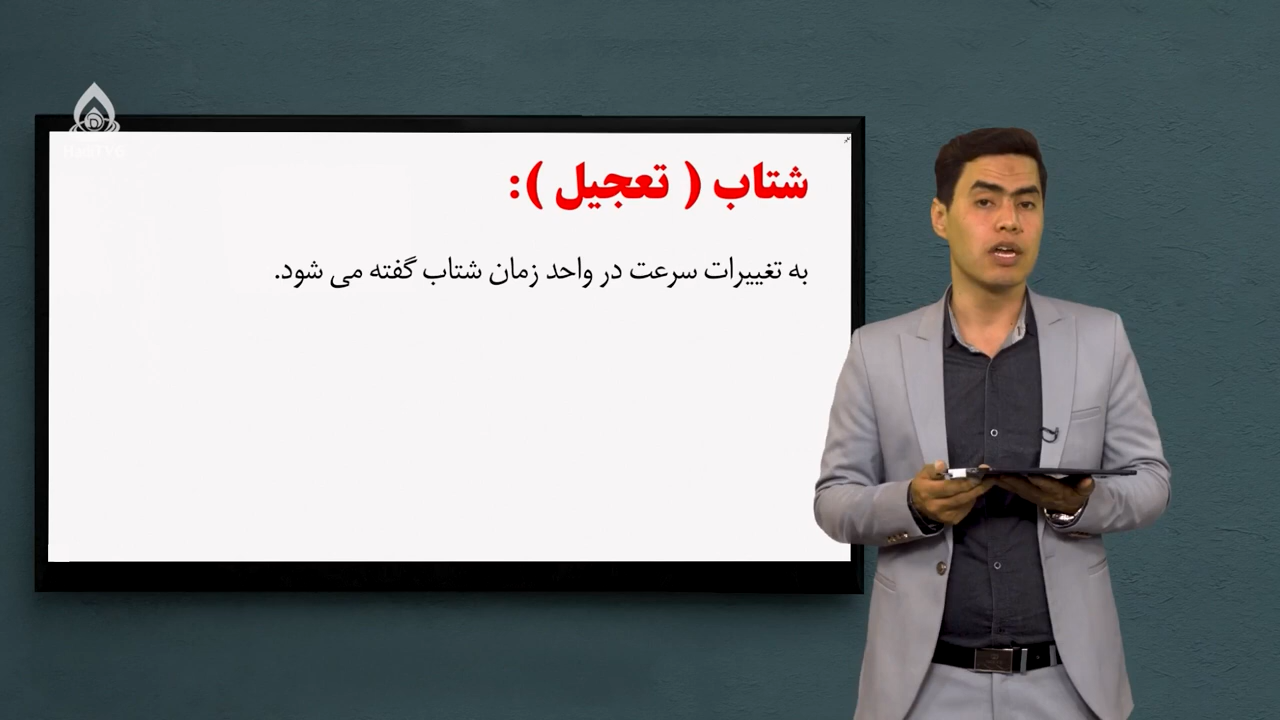 شتاب ( تعجیل ):
به تغییرات سرعت در واحد زمان شتاب گفته می شود.